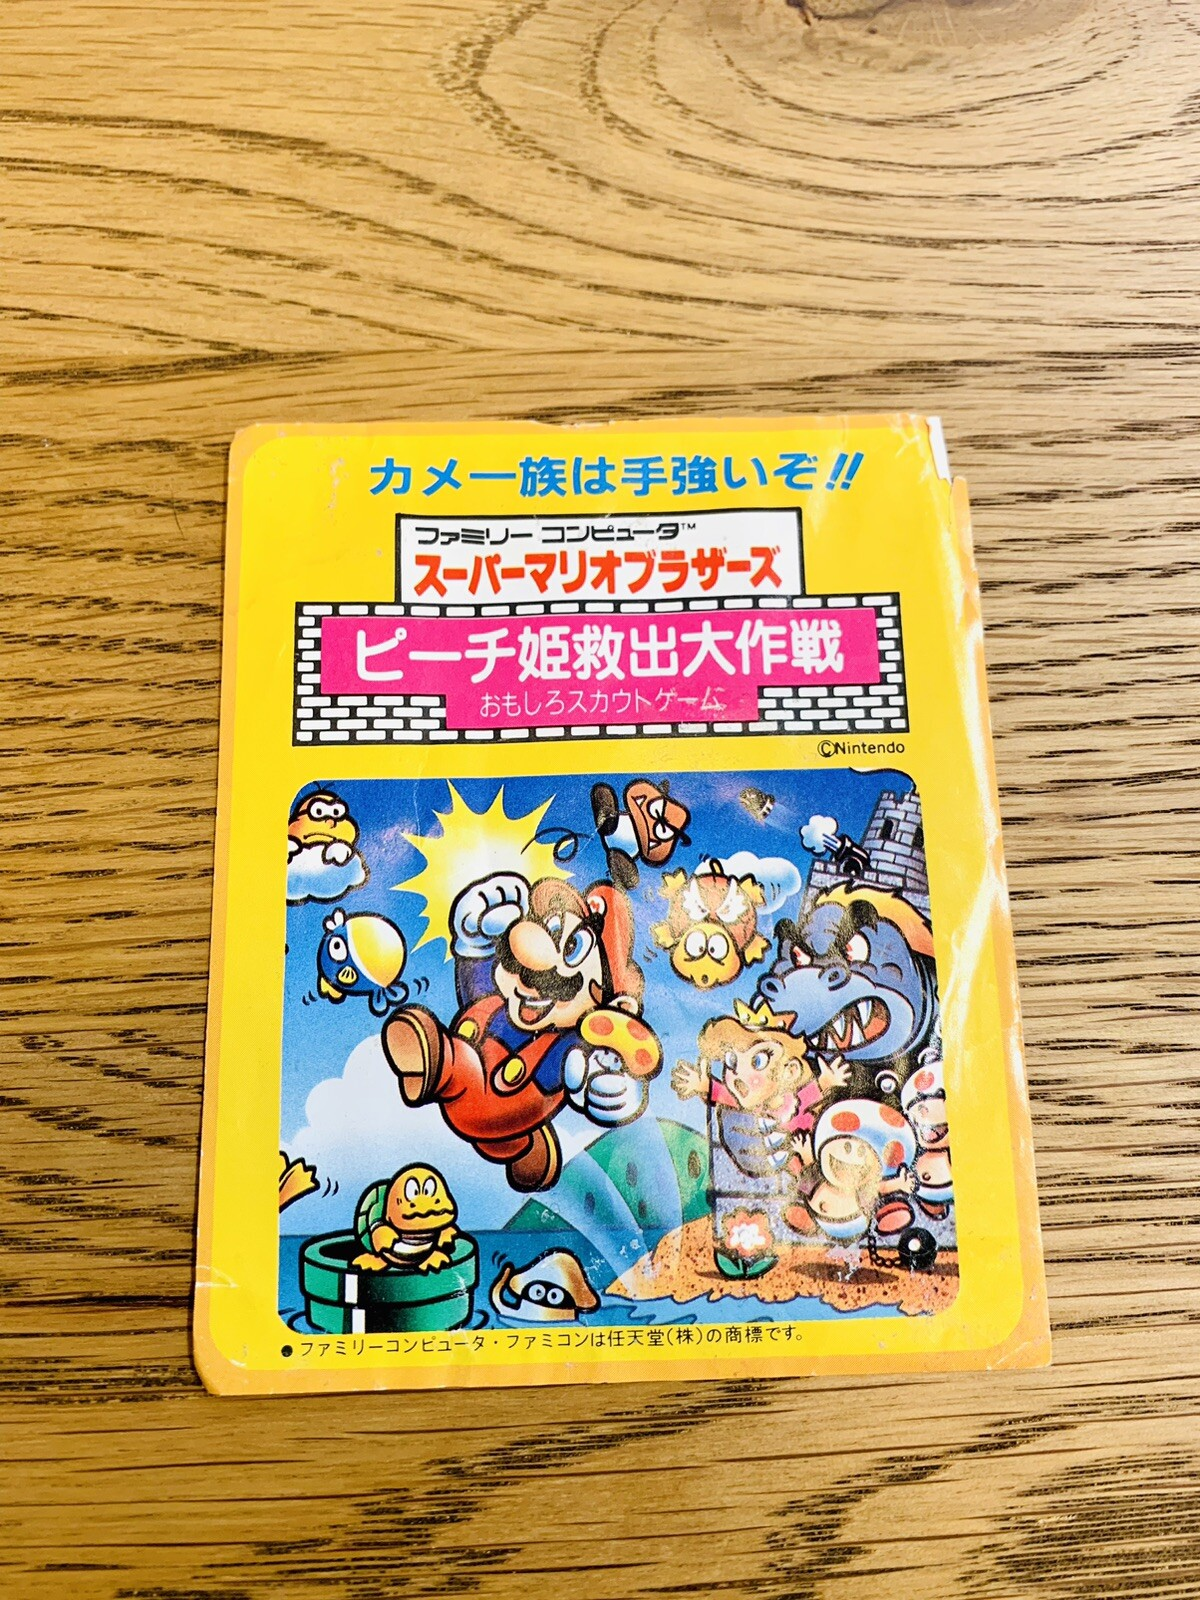 カメ一族は手強いぞ!!
ファミリー コンピュータ™
スーパーマリオブラザーズ
ピーチ姫救出大作戦
おもしろスカウトゲーム
©Nintendo
●ファミリーコンピュータ・ファミコンは任天堂(株)の商標です。